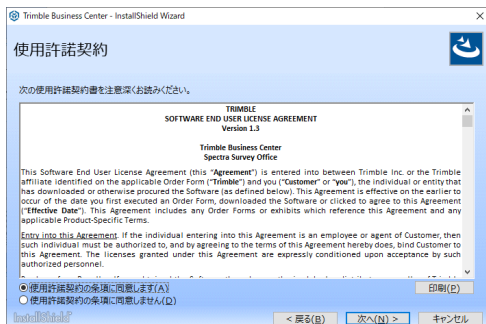 Trimble Business Center - InstallShield Wizard
使用許諾契約
次の使用許諾契約書を注意深くお読みください。
TRIMBLE
SOFTWARE END USER LICENSE AGREEMENT
Version 1.3
Trimble Business Center
Spectra Survey Office
This Software End User License Agreement (this "Agreement") is entered into between Trimble Inc. or the Trimble
affiliate identified on the applicable Order Form ("Trimble") and you ("Customer" or "you"), the individual or entity that
has downloaded or otherwise procured the Software (as defined below). This Agreement is effective on the earlier to
occur of the date you first executed an Order Form, downloaded the Software or clicked to agree to this Agreement
("Effective Date"). This Agreement includes any Order Forms or exhibits which reference this Agreement and any
applicable Product-Specific Terms.
Entry into this Agreement. If the individual entering into this Agreement is an employee or agent of Customer, then
such individual must be authorized to, and by agreeing to the terms of this Agreement hereby does, bind Customer to
this Agreement. The licenses granted under this Agreement are expressly conditioned upon acceptance by such
authorized personnel.
使用許諾契約の条項に同意します(A)
印刷(P)
使用許諾契約の条項に同意しません(D)
InstallShield
< 戻る(B)
次へ(N) >
キャンセル